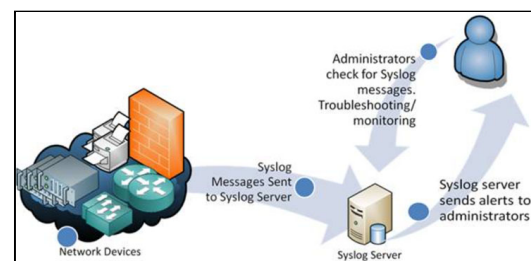 Administrators
check for Syslog
messages.
Troubleshooting/
monitoring
Syslog
Messages Sent
to Syslog Server
Syslog server
sends alerts to
administrators
Network Devices
Syslog Server